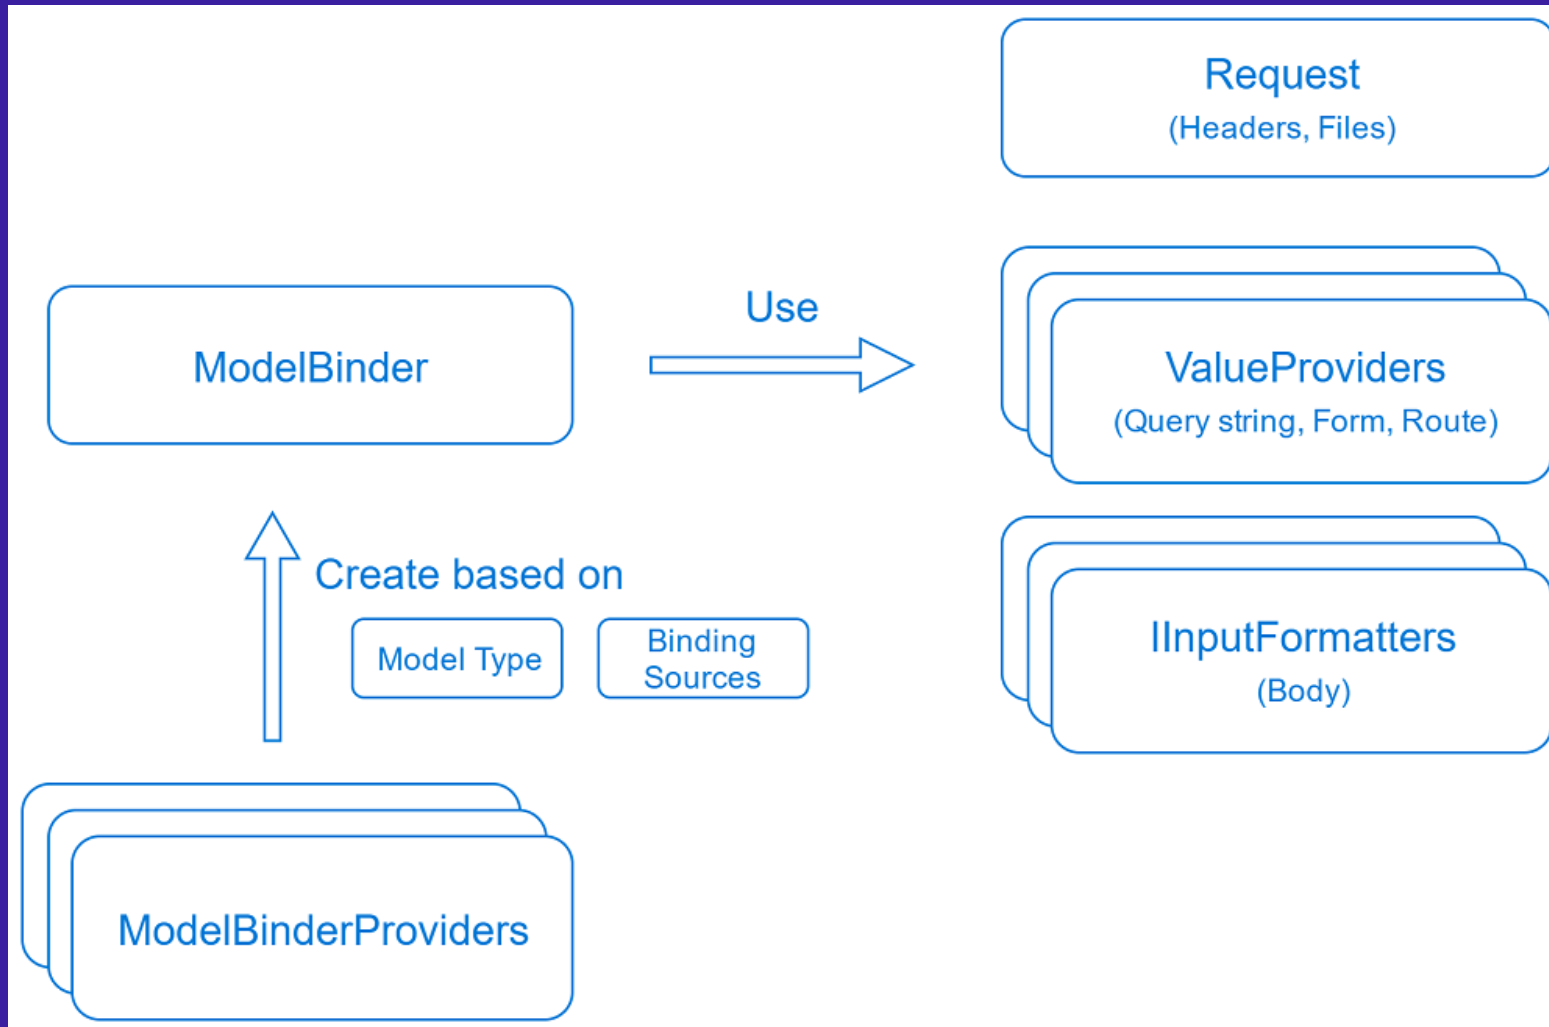 Request
(Headers, Files)
ModelBinder
Use
ValueProviders
(Query string, Form, Route)
Create based on
Model Type
Binding
Sources
IInputFormatters
(Body)
ModelBinderProviders